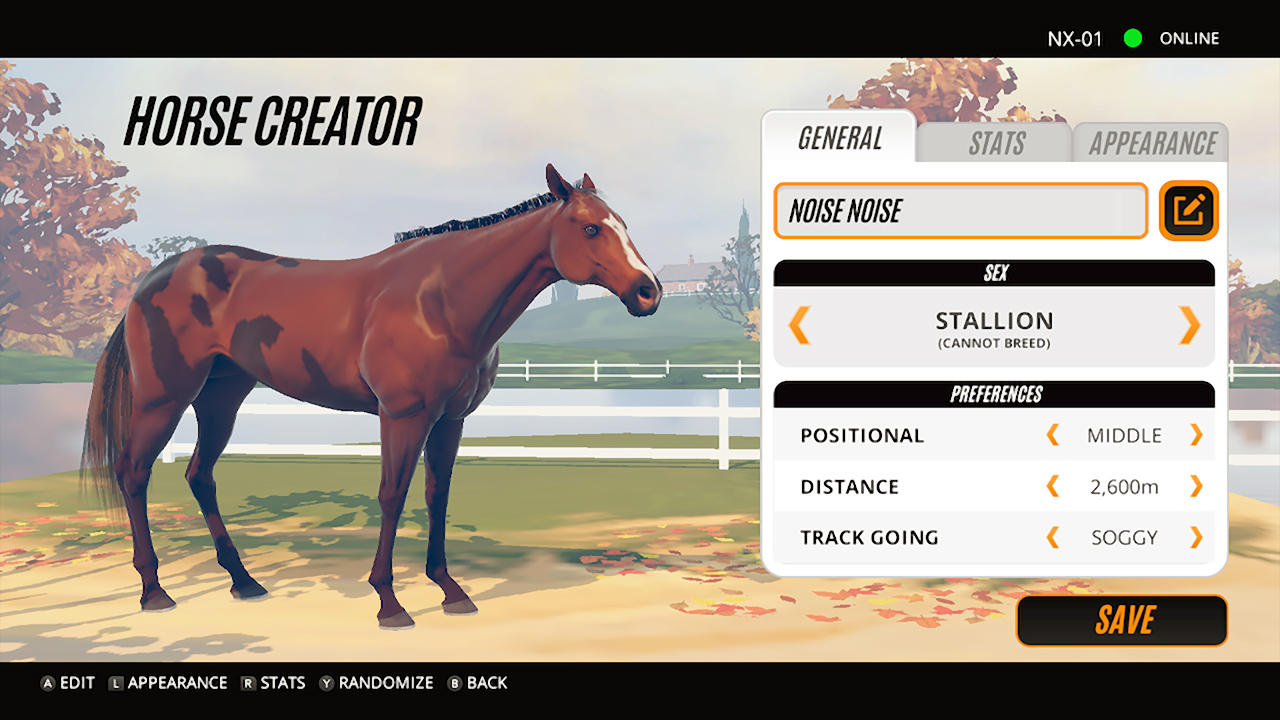 NX-01 ONLINE
HORSE CREATOR
GENERAL STATS APPEARANCE
NOISE NOISE
SEX
STALLION
(CANNOT BREED)
PREFERENCES
POSITIONAL MIDDLE
DISTANCE 2,600m
TRACK GOING SOGGY
SAVE
A EDIT L APPEARANCE R STATS Y RANDOMIZE B BACK